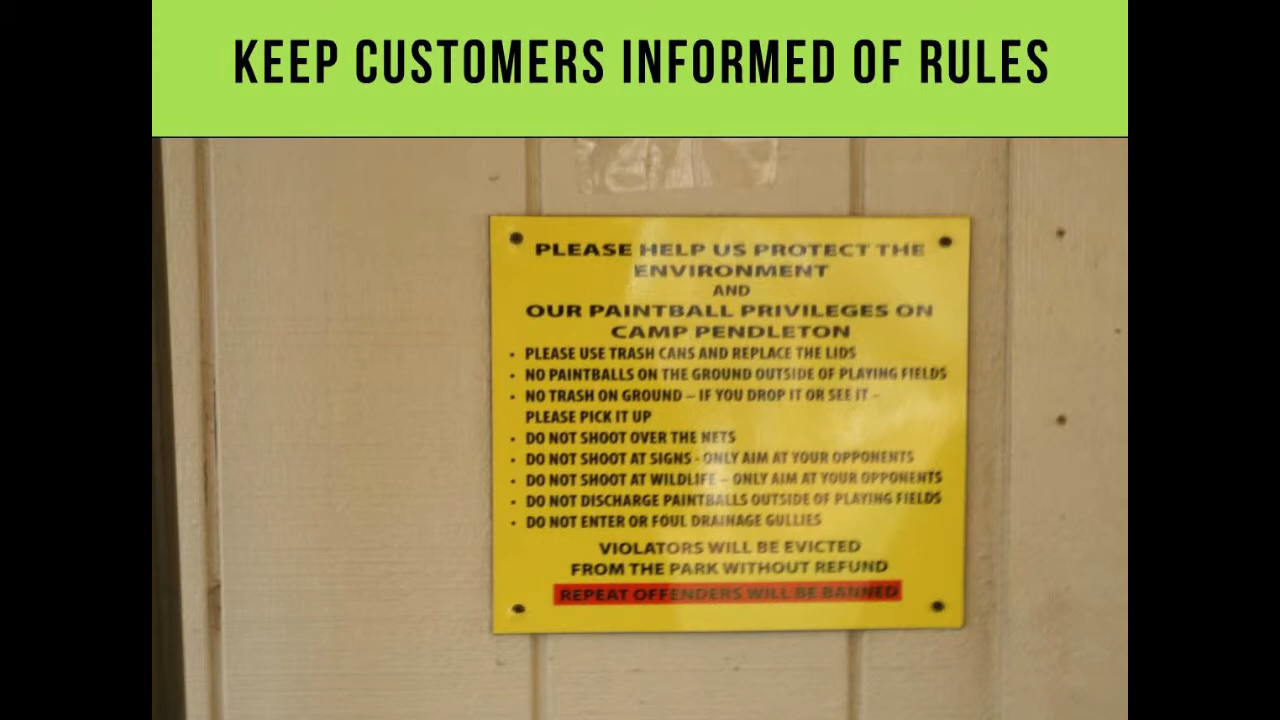 KEEP CUSTOMERS INFORMED OF RULES
PLEASE HELP US PROTECT THE
ENVIRONMENT
AND
OUR PAINTBALL PRIVILEGES ON
CAMP PENDLETON
• PLEASE USE TRASH CANS AND REPLACE THE LIDS
• NO PAINTBALLS ON THE GROUND OUTSIDE OF PLAYING FIELDS
• NO TRASH ON GROUND – IF YOU DROP IT OR SEE IT –
PLEASE PICK IT UP
• DO NOT SHOOT OVER THE NETS
• DO NOT SHOOT AT SIGNS - ONLY AIM AT YOUR OPPONENTS
• DO NOT SHOOT AT WILDLIFE – ONLY AIM AT YOUR OPPONENTS
• DO NOT DISCHARGE PAINTBALLS OUTSIDE OF PLAYING FIELDS
• DO NOT ENTER OR FOUL DRAINAGE GULLIES
VIOLATORS WILL BE EVICTED
FROM THE PARK WITHOUT REFUND
REPEAT OFFENDERS WILL BE BANNED